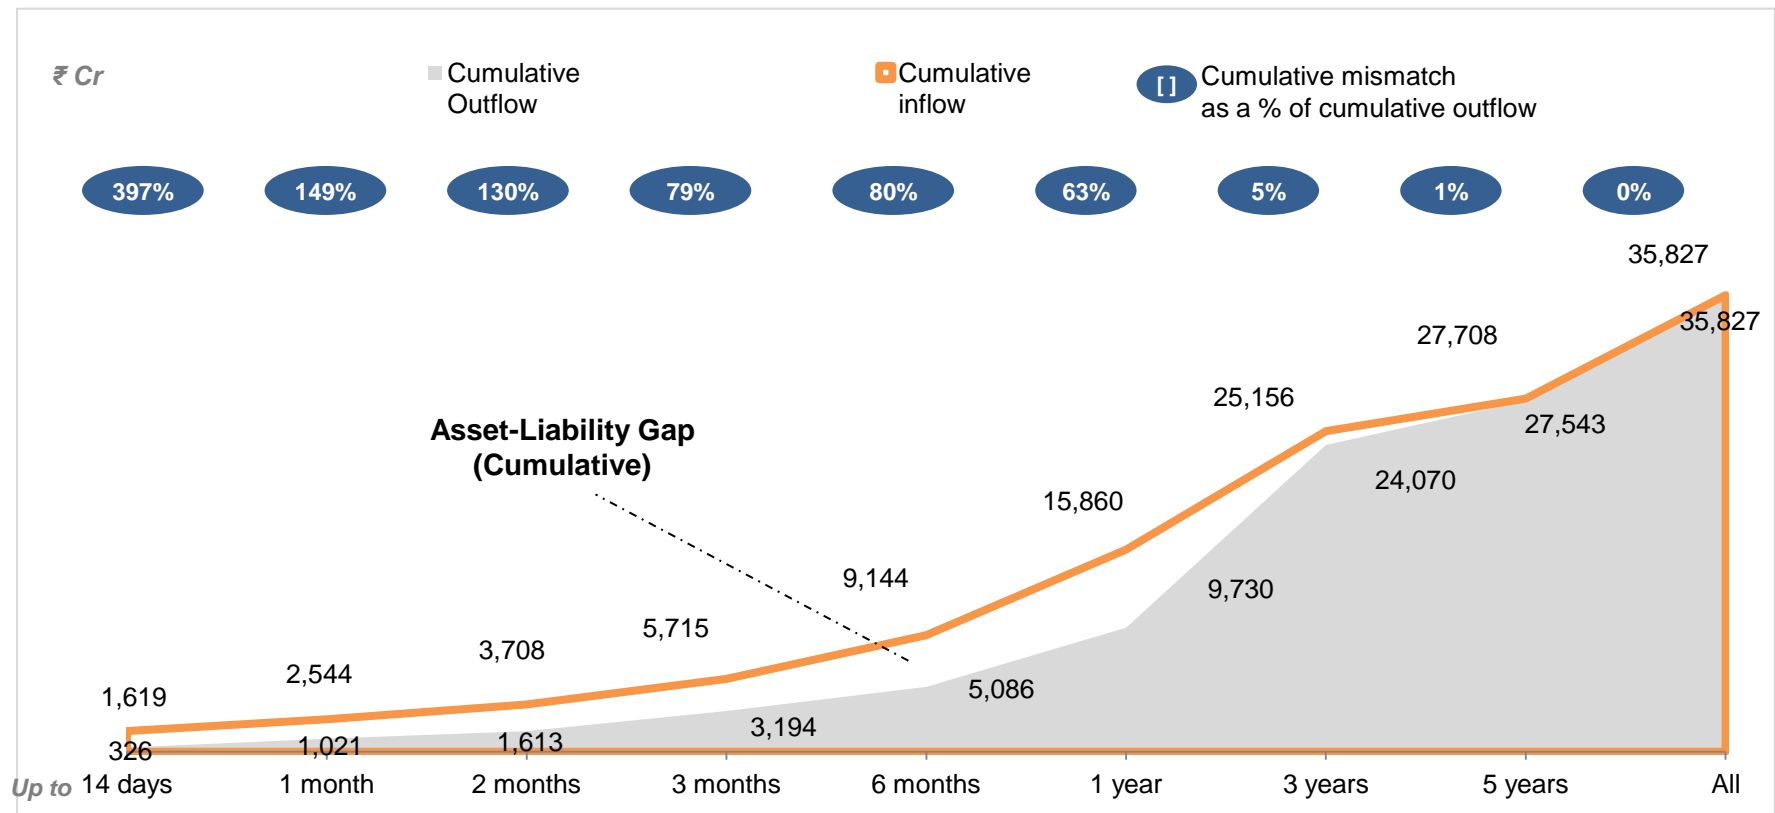 ₹ Cr
Cumulative
Outflow
Cumulative
inflow
[ ]
Cumulative mismatch
as a % of cumulative outflow
397% 149% 130% 79% 80% 63% 5% 1% 0%
35,827
35,827
27,708
25,156
27,543
Asset-Liability Gap
(Cumulative)
24,070
15,860
9,144
9,730
5,715
3,708
2,544
1,619
5,086
3,194
1,613
1,021
326
Up to 14 days 1 month 2 months 3 months 6 months 1 year 3 years 5 years All